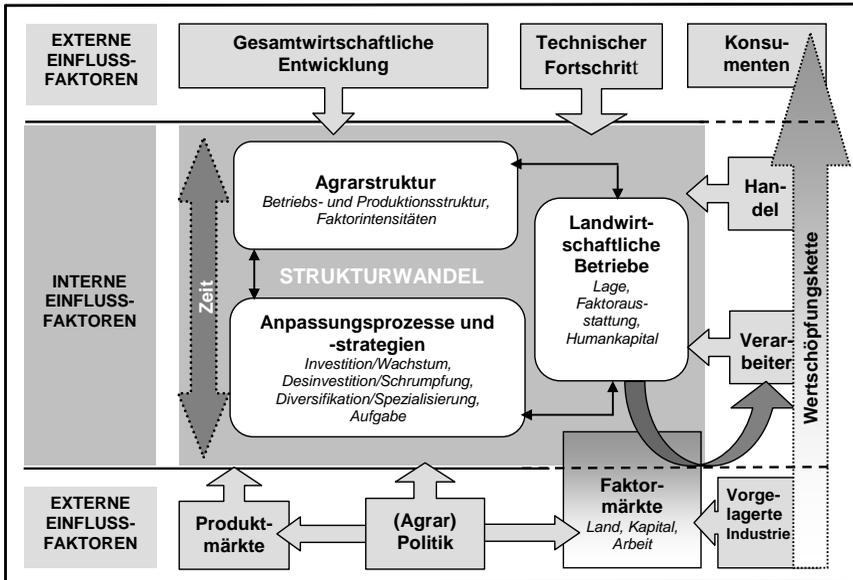 EXTERNE
EINFLUSS-
FAKTOREN
Gesamtwirtschaftliche
Entwicklung
Technischer
Fortschritt
Konsu-
menten
INTERNE
EINFLUSS-
FAKTOREN
Zeit
Agrarstruktur
Betriebs- und Produktionsstruktur,
Faktorintensitäten
STRUKTURWANDEL
Anpassungsprozesse und
-strategien
Investition/Wachstum,
Desinvestition/Schrumpfung,
Diversifikation/Spezialisierung,
Aufgabe
Landwirt-
schaftliche
Betriebe
Lage,
Faktoraus-
stattung,
Humankapital
Han-
del
Verar-
beiter
Wertschöpfungskette
EXTERNE
EINFLUSS-
FAKTOREN
Produkt-
märkte
(Agrar)
Politik
Faktor-
märkte
Land, Kapital,
Arbeit
Vorge-
lagerte
Industrie